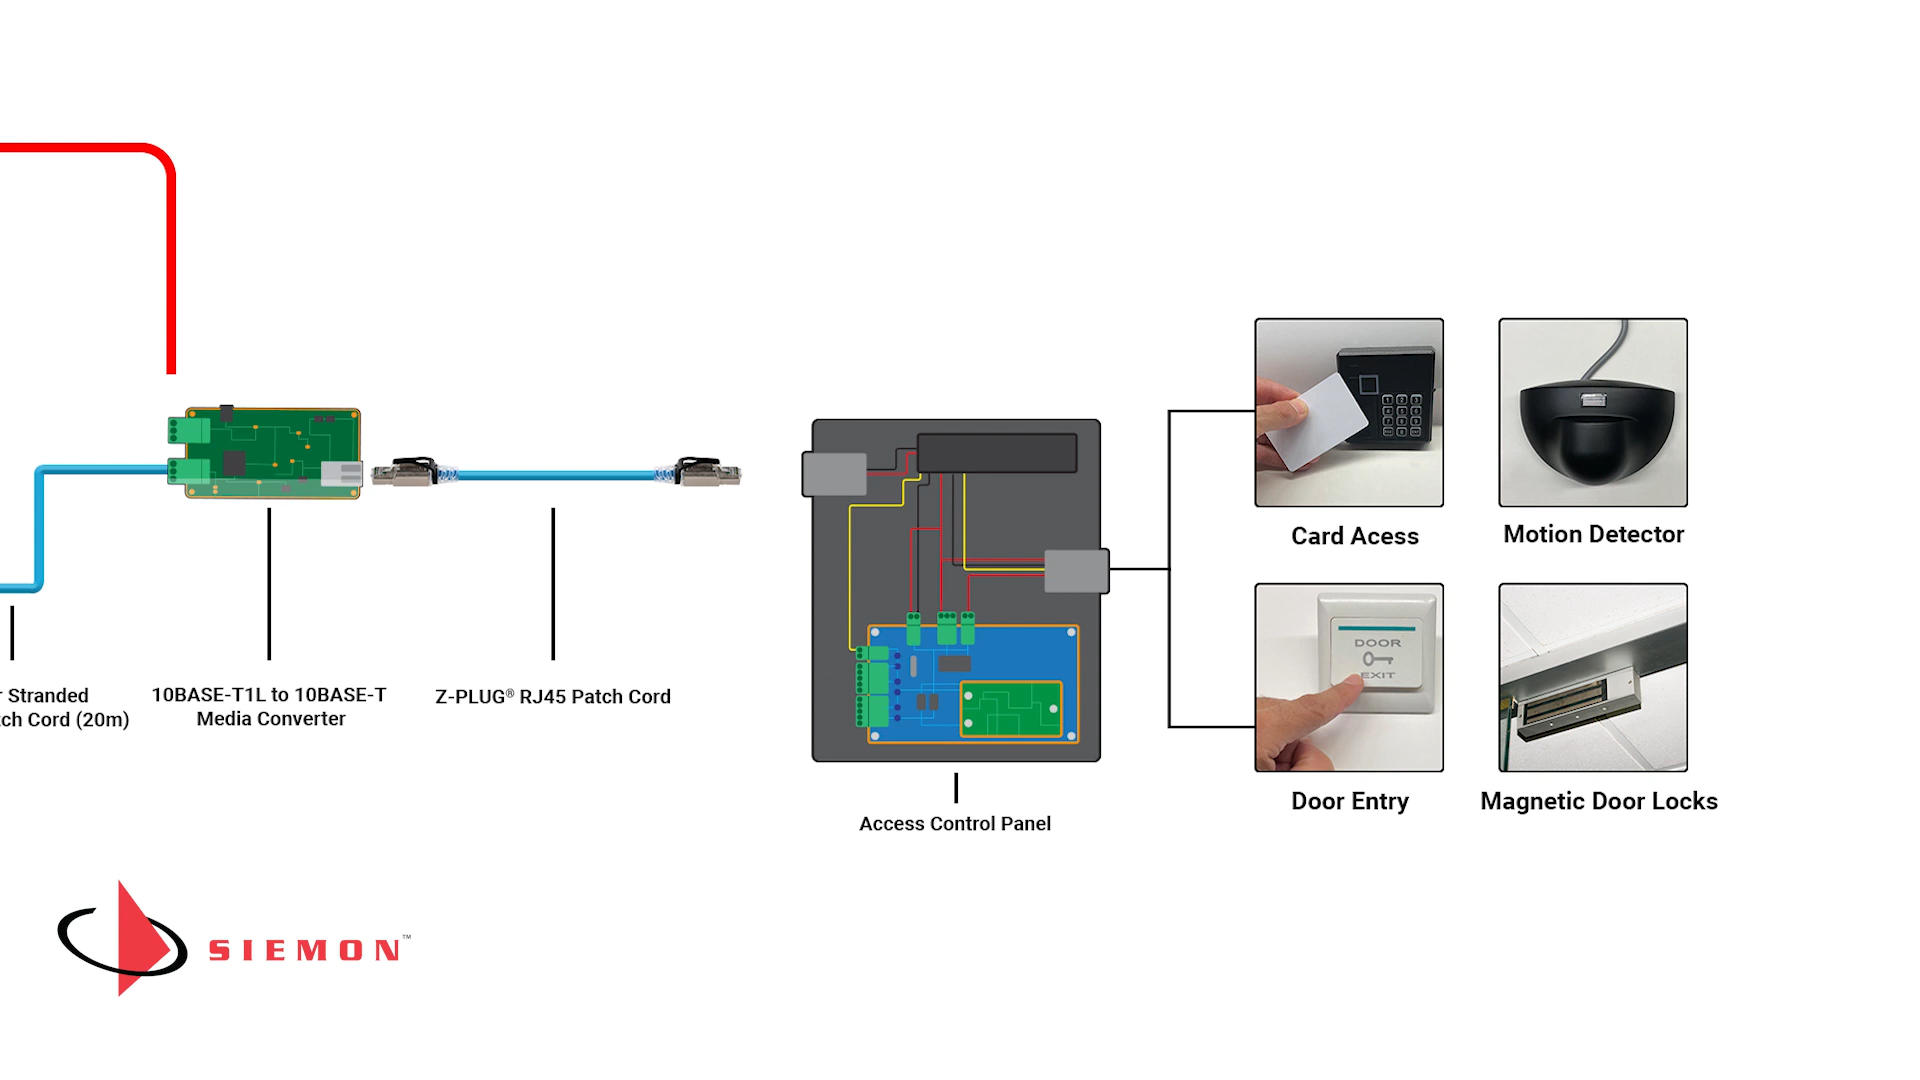 r Stranded
tch Cord (20m)
10BASE-T1L to 10BASE-T
Media Converter
Z-PLUG® RJ45 Patch Cord
Access Control Panel
Card Acess
Motion Detector
DOOR
EXIT
Door Entry
Magnetic Door Locks
SIEMON™